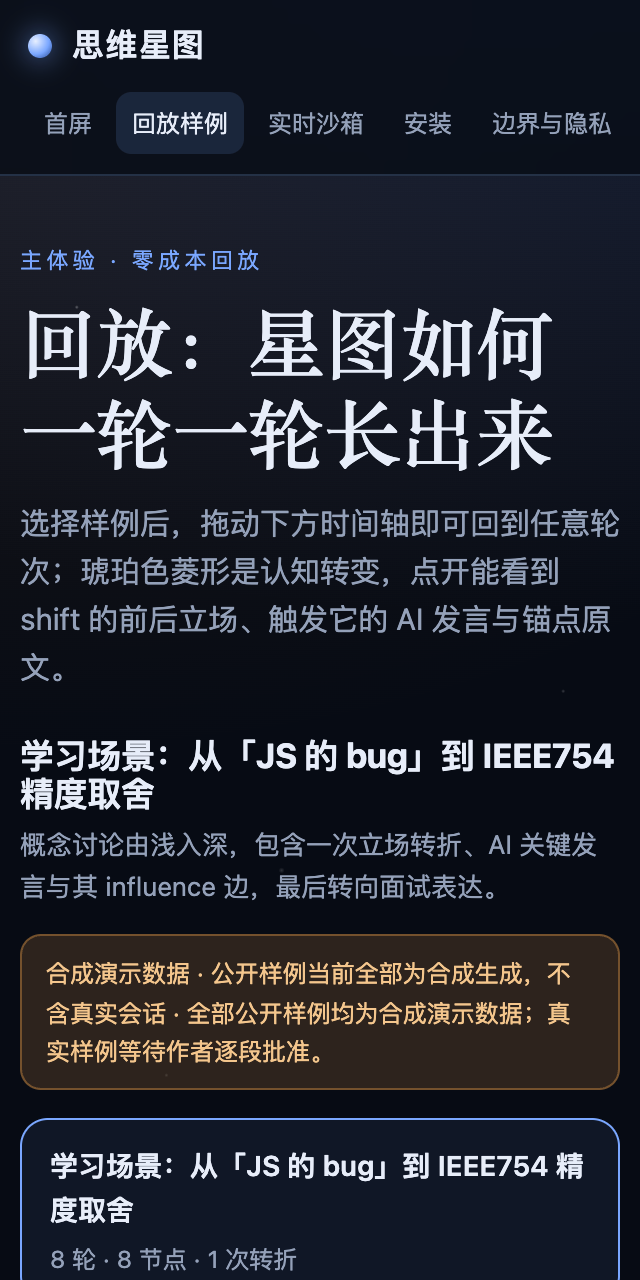 思维星图
首屏 回放样例 实时沙箱 安装 边界与隐私
主体验 · 零成本回放
回放：星图如何
一轮一轮长出来
选择样例后，拖动下方时间轴即可回到任意轮
次；琥珀色菱形是认知转变，点开能看到
shift 的前后立场、触发它的 AI 发言与锚点原
文。
学习场景：从「JS 的 bug」到 IEEE754
精度取舍
概念讨论由浅入深，包含一次立场转折、AI 关键发
言与其 influence 边，最后转向面试表达。
合成演示数据 · 公开样例当前全部为合成生成，不
含真实会话 · 全部公开样例均为合成演示数据；真
实样例等待作者逐段批准。
学习场景：从「JS 的 bug」到 IEEE754 精
度取舍
8 轮 · 8 节点 · 1 次转折